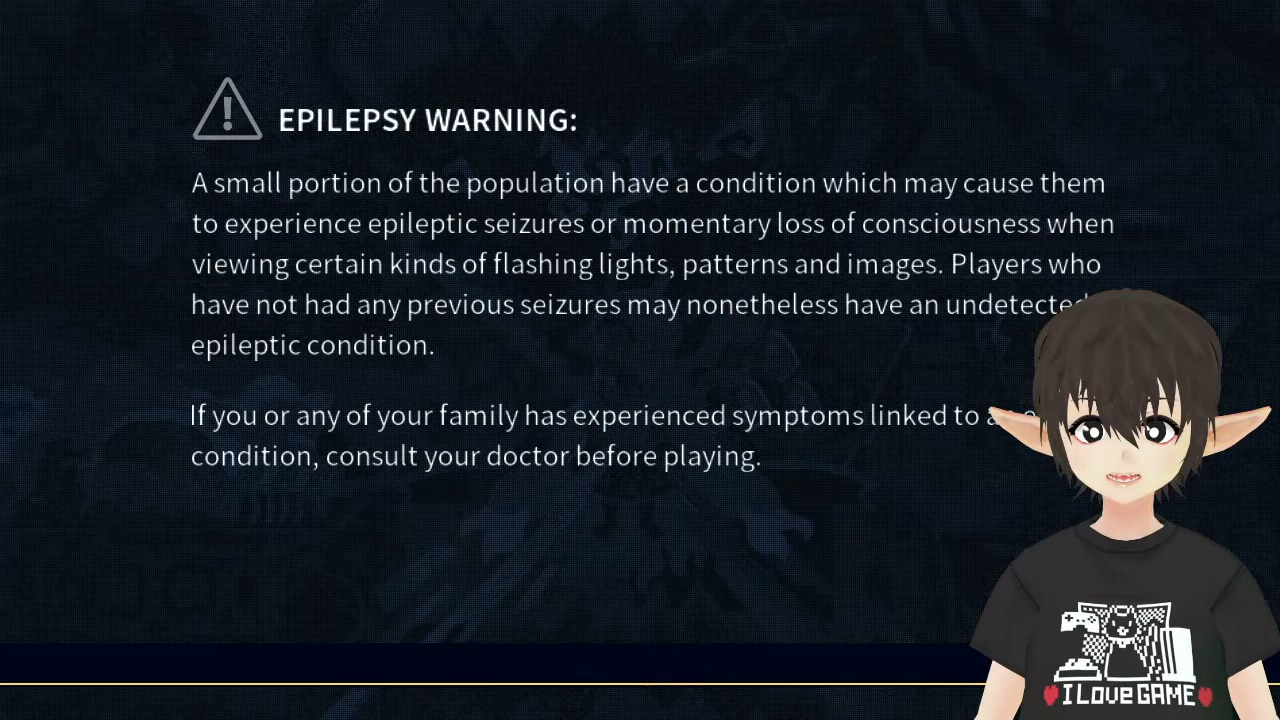 EPILEPSY WARNING:
A small portion of the population have a condition which may cause them
to experience epileptic seizures or momentary loss of consciousness when
viewing certain kinds of flashing lights, patterns and images. Players who
have not had any previous seizures may nonetheless have an undetected
epileptic condition.
If you or any of your family has experienced symptoms linked to
condition, consult your doctor before playing.
I LOVE GAME